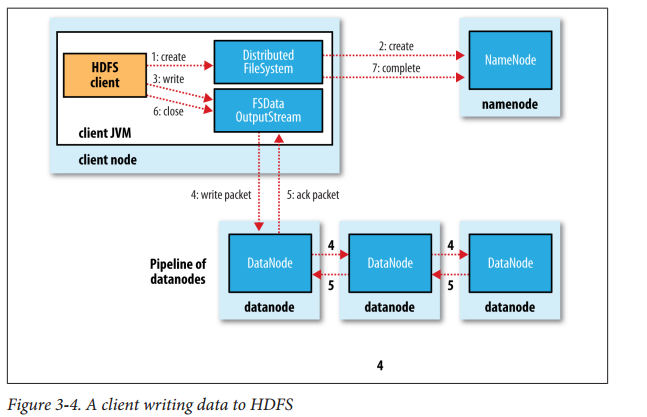 1: create
2: create
HDFS
client
Distributed
FileSystem
NameNode
3: write
7: complete
6: close
FSData
OutputStream
namenode
client JVM
client node
4: write packet
5: ack packet
4
4
Pipeline of
datanodes
DataNode
DataNode
DataNode
5
5
datanode
datanode
datanode
4
Figure 3-4. A client writing data to HDFS